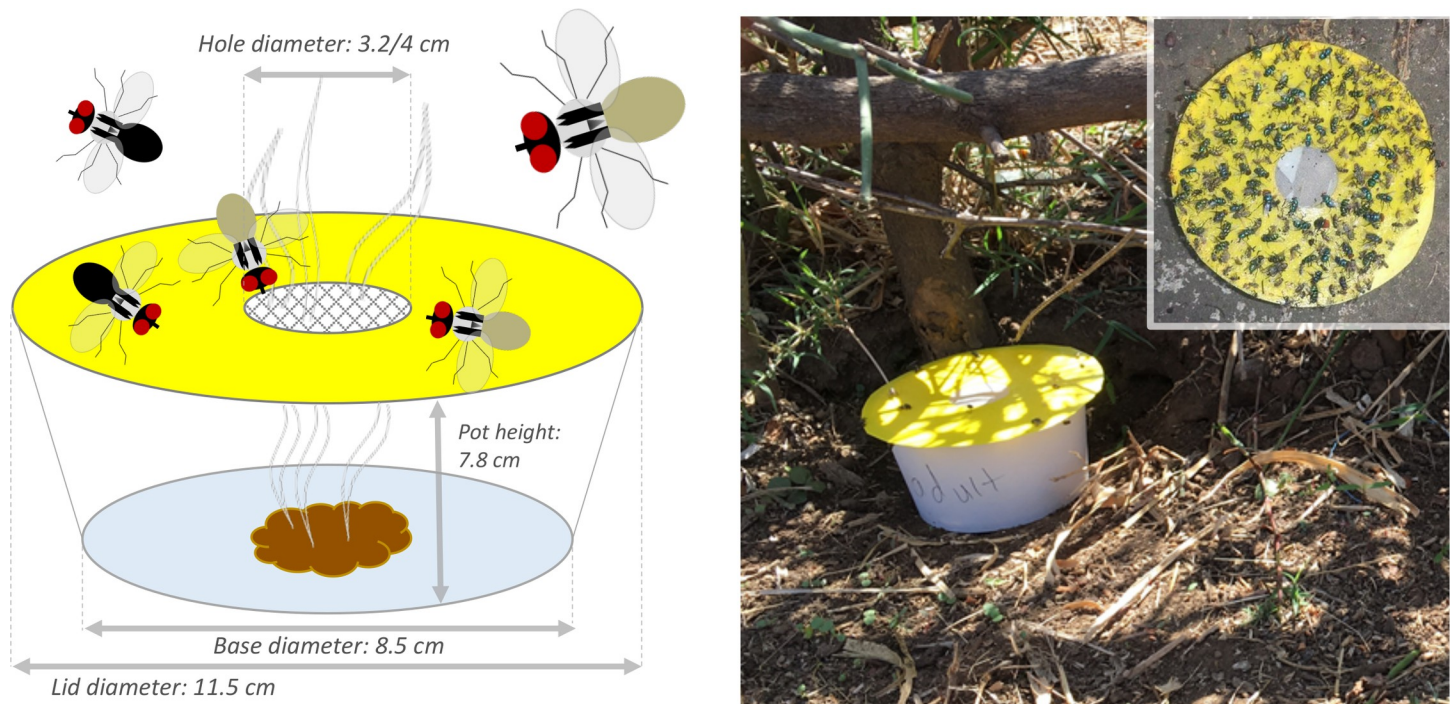 Hole diameter: 3.2/4 cm
Pot height:
7.8 cm
Base diameter: 8.5 cm
Lid diameter: 11.5 cm
adult